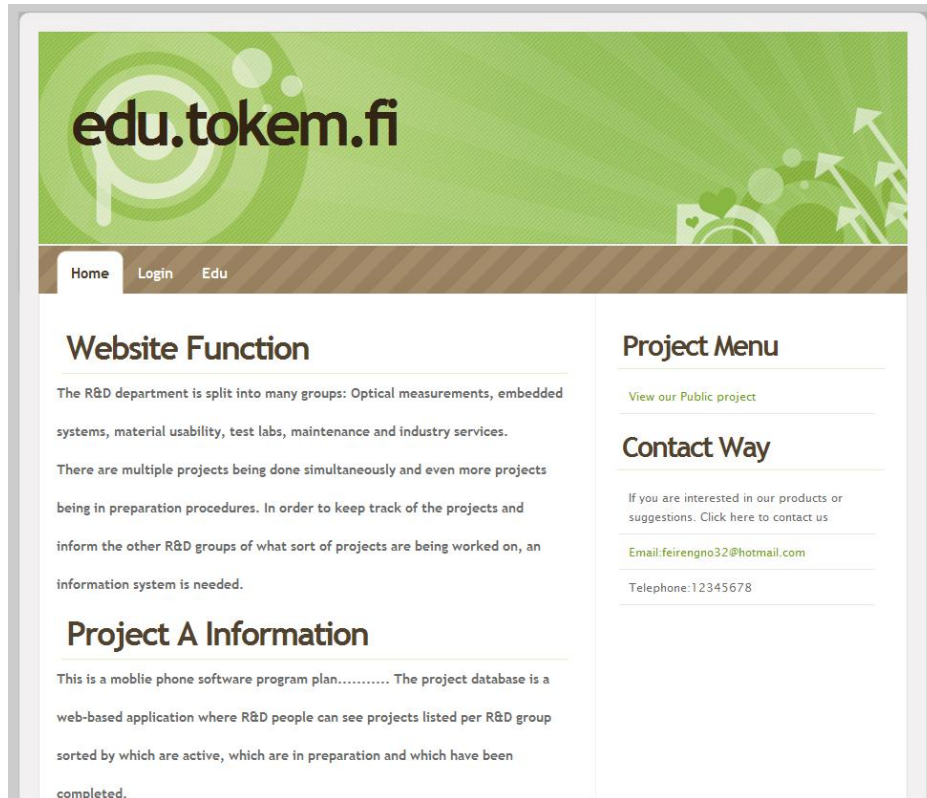 edu.tokem.fi
Home Login Edu
Website Function
The R&D department is split into many groups: Optical measurements, embedded
systems, material usability, test labs, maintenance and industry services.
There are multiple projects being done simultaneously and even more projects
being in preparation procedures. In order to keep track of the projects and
inform the other R&D groups of what sort of projects are being worked on, an
information system is needed.
Project A Information
This is a moblie phone software program plan........... The project database is a
web-based application where R&D people can see projects listed per R&D group
sorted by which are active, which are in preparation and which have been
completed.
Project Menu
View our Public project
Contact Way
If you are interested in our products or
suggestions. Click here to contact us
Email:feirengno32@hotmail.com
Telephone:12345678